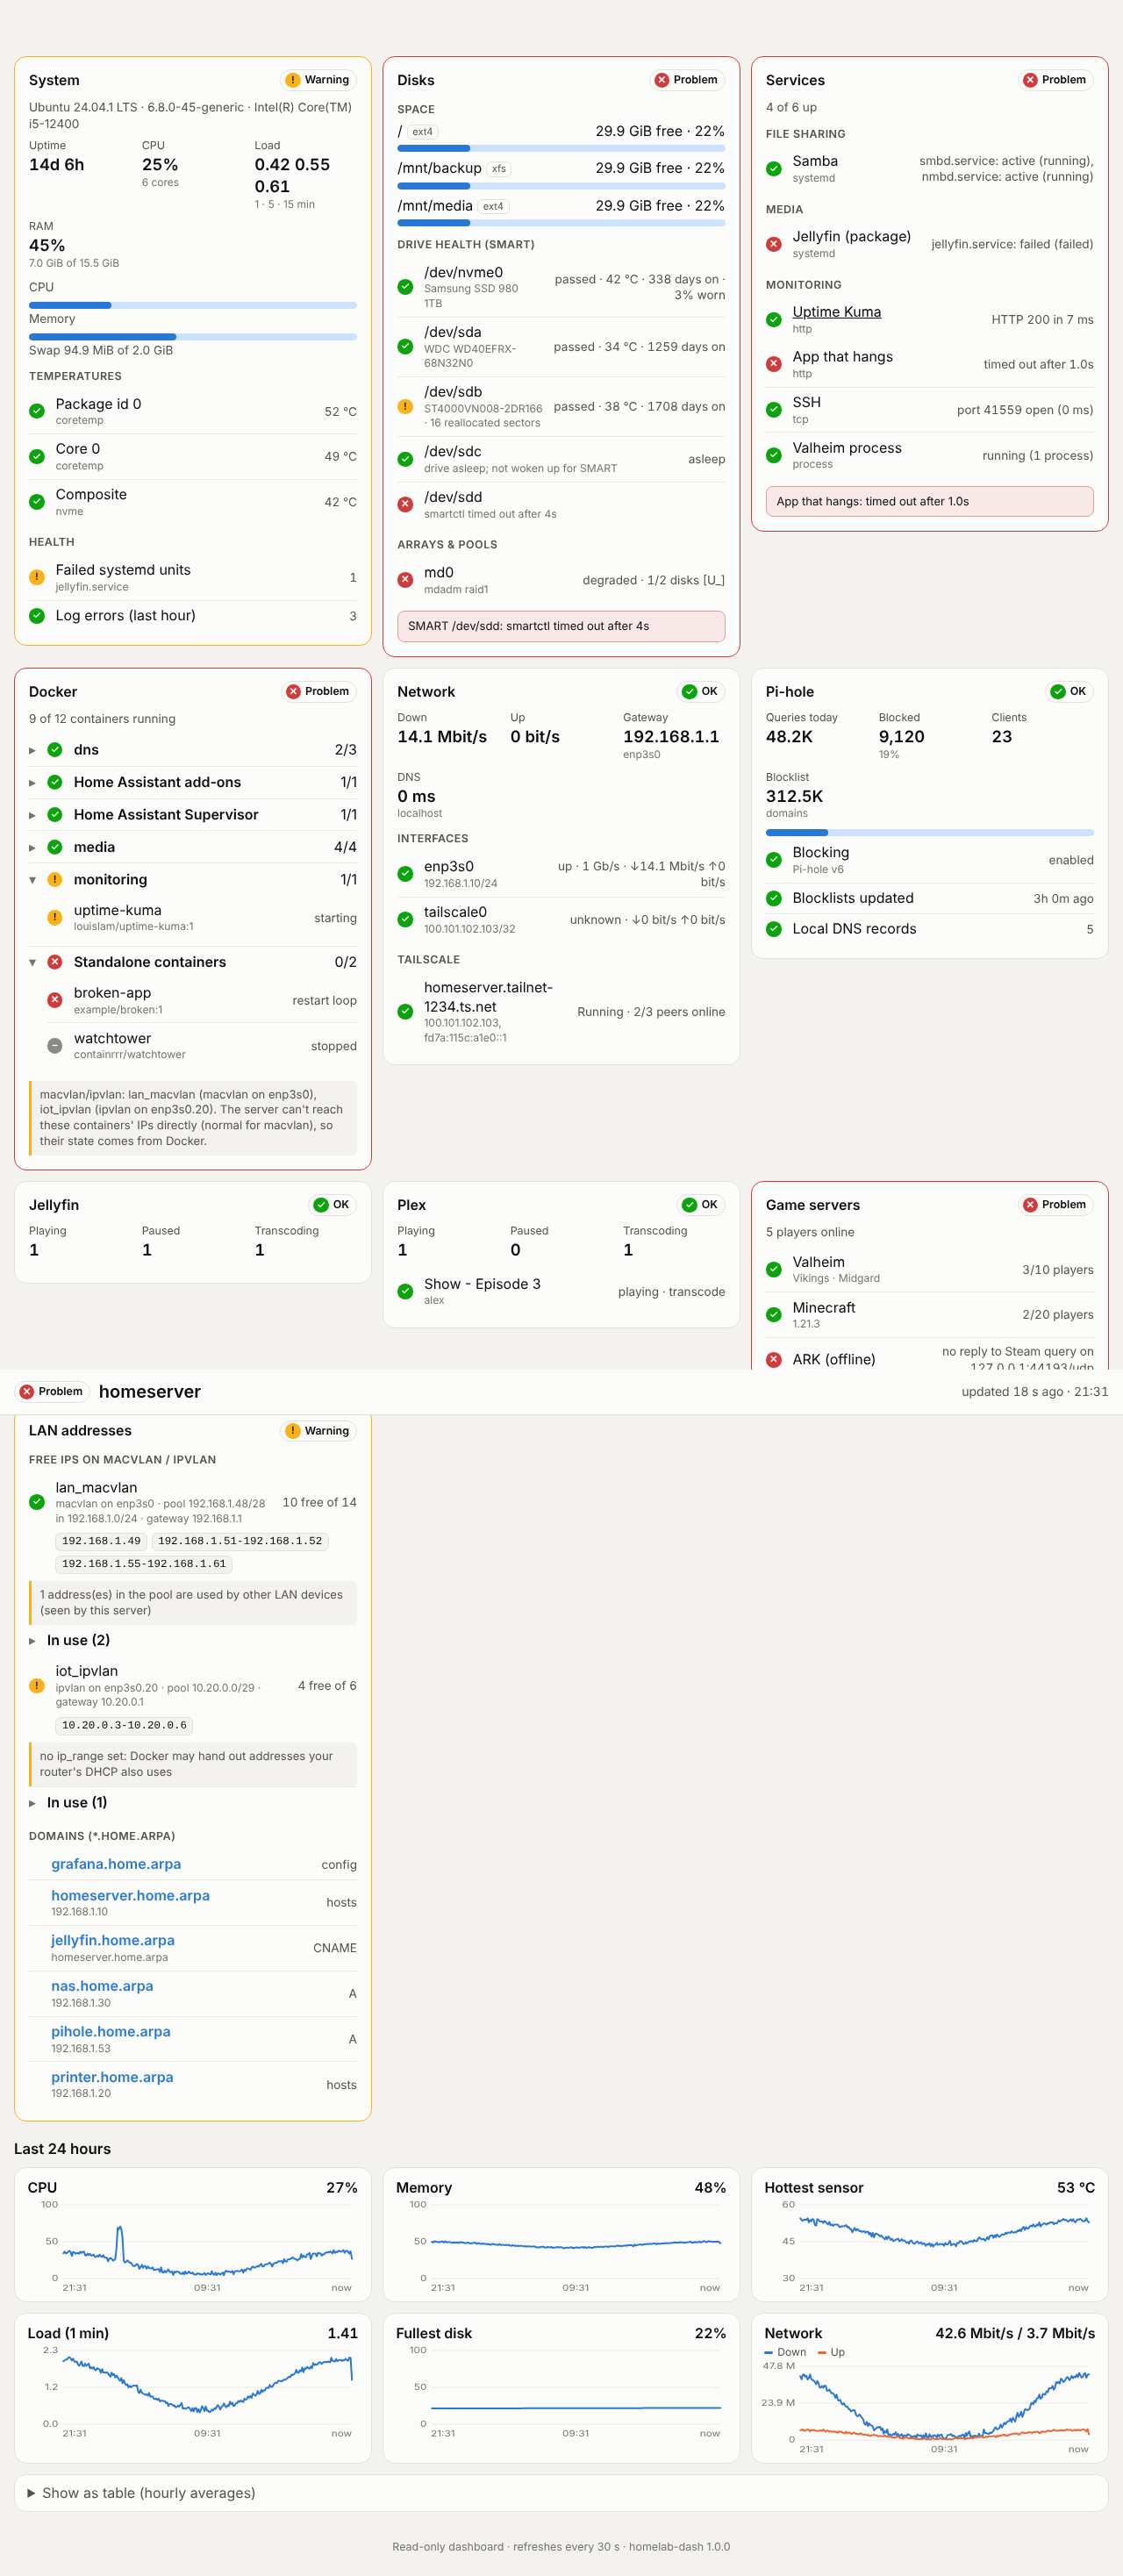 System
Warning
Ubuntu 24.04.1 LTS · 6.8.0-45-generic · Intel(R) Core(TM)
i5-12400
Uptime
CPU
Load
14d 6h
25%
0.42 0.55
0.61
6 cores
1 · 5 · 15 min
RAM
45%
7.0 GiB of 15.5 GiB
CPU
Memory
Swap 94.9 MiB of 2.0 GiB
TEMPERATURES
Package id 0
coretemp
52 °C
Core 0
coretemp
49 °C
Composite
nvme
42 °C
HEALTH
Failed systemd units
jellyfin.service
1
Log errors (last hour)
3
Disks
Problem
SPACE
/ ext4
29.9 GiB free · 22%
/mnt/backup xfs
29.9 GiB free · 22%
/mnt/media ext4
29.9 GiB free · 22%
DRIVE HEALTH (SMART)
/dev/nvme0
Samsung SSD 980
1TB
passed · 42 °C · 338 days on ·
3% worn
/dev/sda
WDC WD40EFRX-
68N32N0
passed · 34 °C · 1259 days on
/dev/sdb
ST4000VN008-2DR166
· 16 reallocated sectors
passed · 38 °C · 1708 days on
/dev/sdc
drive asleep; not woken up for SMART
asleep
/dev/sdd
smartctl timed out after 4s
ARRAYS & POOLS
md0
mdadm raid1
degraded · 1/2 disks [U_]
SMART /dev/sdd: smartctl timed out after 4s
Services
Problem
4 of 6 up
FILE SHARING
Samba
systemd
smbd.service: active (running),
nmbd.service: active (running)
MEDIA
Jellyfin (package)
systemd
jellyfin.service: failed (failed)
MONITORING
Uptime Kuma
http
HTTP 200 in 7 ms
App that hangs
http
timed out after 1.0s
SSH
tcp
port 41559 open (0 ms)
Valheim process
process
running (1 process)
App that hangs: timed out after 1.0s
Docker
Problem
9 of 12 containers running
dns
2/3
Home Assistant add-ons
1/1
Home Assistant Supervisor
1/1
media
4/4
monitoring
1/1
uptime-kuma
louislam/uptime-kuma:1
starting
Standalone containers
0/2
broken-app
example/broken:1
restart loop
watchtower
containrrr/watchtower
stopped
macvlan/ipvlan: lan_macvlan (macvlan on enp3s0),
iot_ipvlan (ipvlan on enp3s0.20). The server can't reach
these containers' IPs directly (normal for macvlan), so
their state comes from Docker.
Network
OK
Down
Up
Gateway
14.1 Mbit/s
0 bit/s
192.168.1.1
enp3s0
DNS
0 ms
localhost
INTERFACES
enp3s0
192.168.1.10/24
up · 1 Gb/s · ↓14.1 Mbit/s ↑0
bit/s
tailscale0
100.101.102.103/32
unknown · ↓0 bit/s ↑0 bit/s
TAILSCALE
homeserver.tailnet-
1234.ts.net
100.101.102.103,
fd7a:115c:a1e0::1
Running · 2/3 peers online
Pi-hole
OK
Queries today
Blocked
Clients
48.2K
9,120
23
19%
Blocklist
312.5K
domains
Blocking
Pi-hole v6
enabled
Blocklists updated
3h 0m ago
Local DNS records
5
Jellyfin
OK
Playing
Paused
Transcoding
1
1
1
Plex
OK
Playing
Paused
Transcoding
1
0
1
Show - Episode 3
alex
playing · transcode
Game servers
Problem
5 players online
Valheim
Vikings · Midgard
3/10 players
Minecraft
1.21.3
2/20 players
ARK (offline)
no reply to Steam query on
127.0.0.1:44193/udp
Problem
homeserver
updated 18 s ago · 21:31
LAN addresses
Warning
FREE IPS ON MACVLAN / IPVLAN
lan_macvlan
macvlan on enp3s0 · pool 192.168.1.48/28
in 192.168.1.0/24 · gateway 192.168.1.1
10 free of 14
192.168.1.49
192.168.1.51-192.168.1.52
192.168.1.55-192.168.1.61
1 address(es) in the pool are used by other LAN devices
(seen by this server)
In use (2)
iot_ipvlan
ipvlan on enp3s0.20 · pool 10.20.0.0/29 ·
gateway 10.20.0.1
4 free of 6
10.20.0.3-10.20.0.6
no ip_range set: Docker may hand out addresses your
router's DHCP also uses
In use (1)
DOMAINS (*.HOME.ARPA)
grafana.home.arpa
config
homeserver.home.arpa
192.168.1.10
hosts
jellyfin.home.arpa
homeserver.home.arpa
CNAME
nas.home.arpa
192.168.1.30
A
pihole.home.arpa
192.168.1.53
A
printer.home.arpa
192.168.1.20
hosts
Last 24 hours
CPU
27%
100
50
0
21:31
09:31
now
Memory
48%
100
50
0
21:31
09:31
now
Hottest sensor
53 °C
60
45
30
21:31
09:31
now
Load (1 min)
1.41
2.3
1.2
0.0
21:31
09:31
now
Fullest disk
22%
100
50
0
21:31
09:31
now
Network
42.6 Mbit/s / 3.7 Mbit/s
Down
Up
47.8 M
23.9 M
0
21:31
09:31
now
Show as table (hourly averages)
Read-only dashboard · refreshes every 30 s · homelab-dash 1.0.0